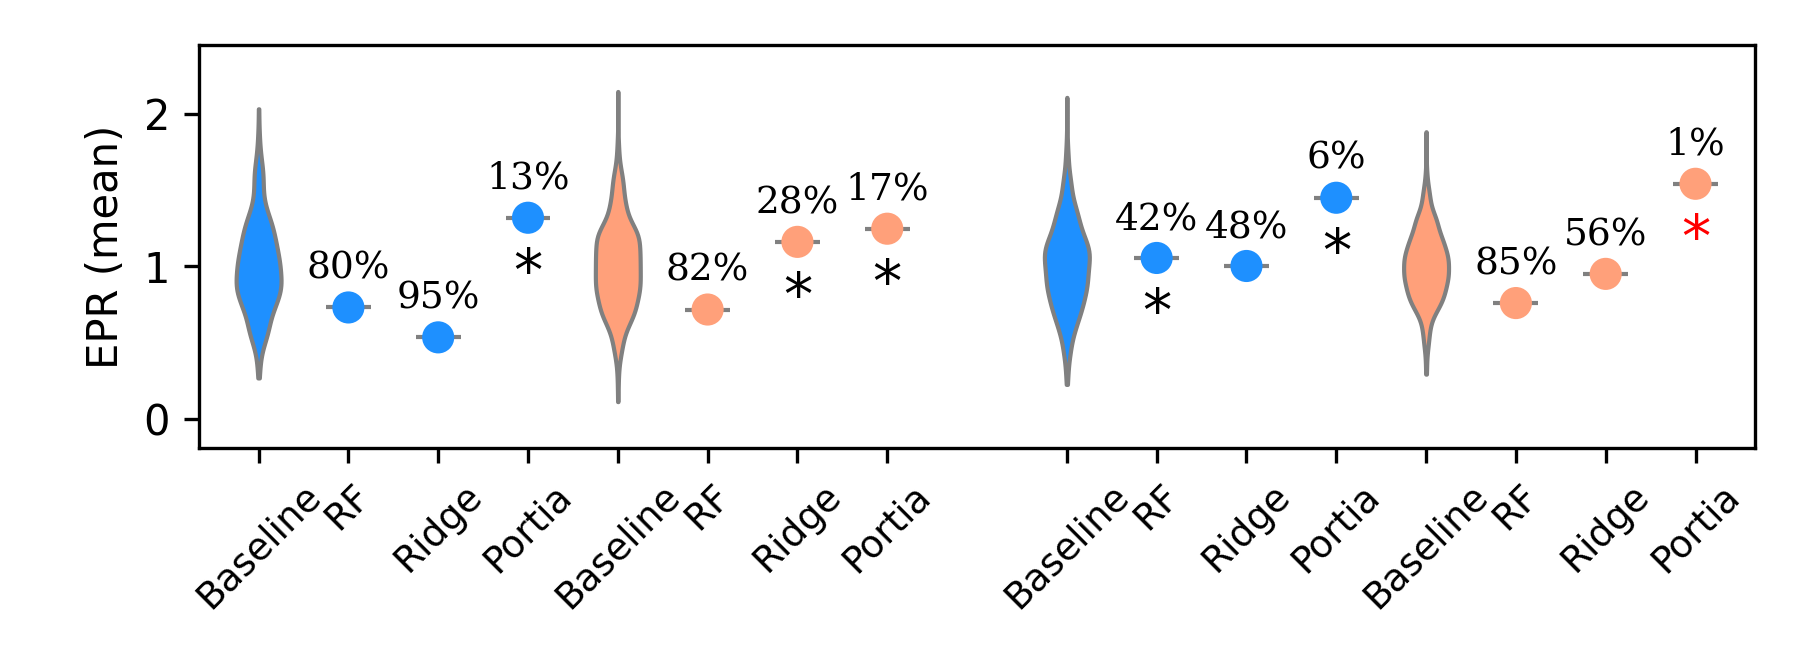 EPR (mean)
2
1
0
80%
95%
13%
*
82%
28%
*
17%
*
42%
*
48%
6%
*
85%
56%
1%
*
Baseline
RF
Ridge
Portia
Baseline
RF
Ridge
Portia
Baseline
RF
Ridge
Portia
Baseline
RF
Ridge
Portia